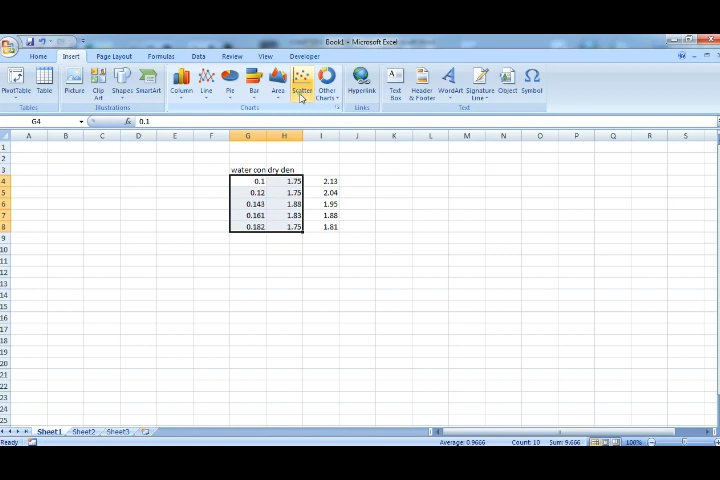 Book1 - Microsoft Excel
Home Insert Page Layout Formulas Data Review View Developer
PivotTable Table Picture Clip Art Shapes SmartArt Column Line Pie Bar Area Scatter Other Charts Hyperlink Text Box Header & Footer WordArt Signature Line Object Symbol
Tables Illustrations Charts Links Text
G4 fx 0.1
A B C D E F G H I J K L M N O P Q R S
1
2
3 water con dry den
4 0.1 1.75 2.13
5 0.12 1.75 2.04
6 0.143 1.88 1.95
7 0.161 1.83 1.88
8 0.182 1.75 1.81
9
10
11
12
13
14
15
16
17
18
19
20
21
22
23
24
25
Sheet1 Sheet2 Sheet3
Ready Average: 0.9666 Count: 10 Sum: 9.666 100%